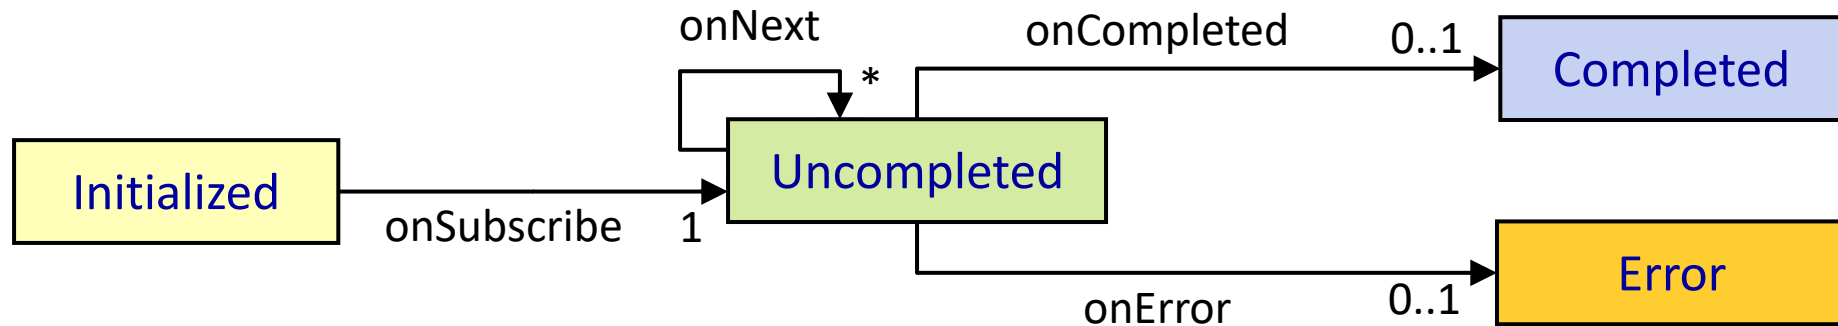 onNext
onCompleted
0..1
Completed
*
Initialized
Uncompleted
onSubscribe
1
Error
onError
0..1